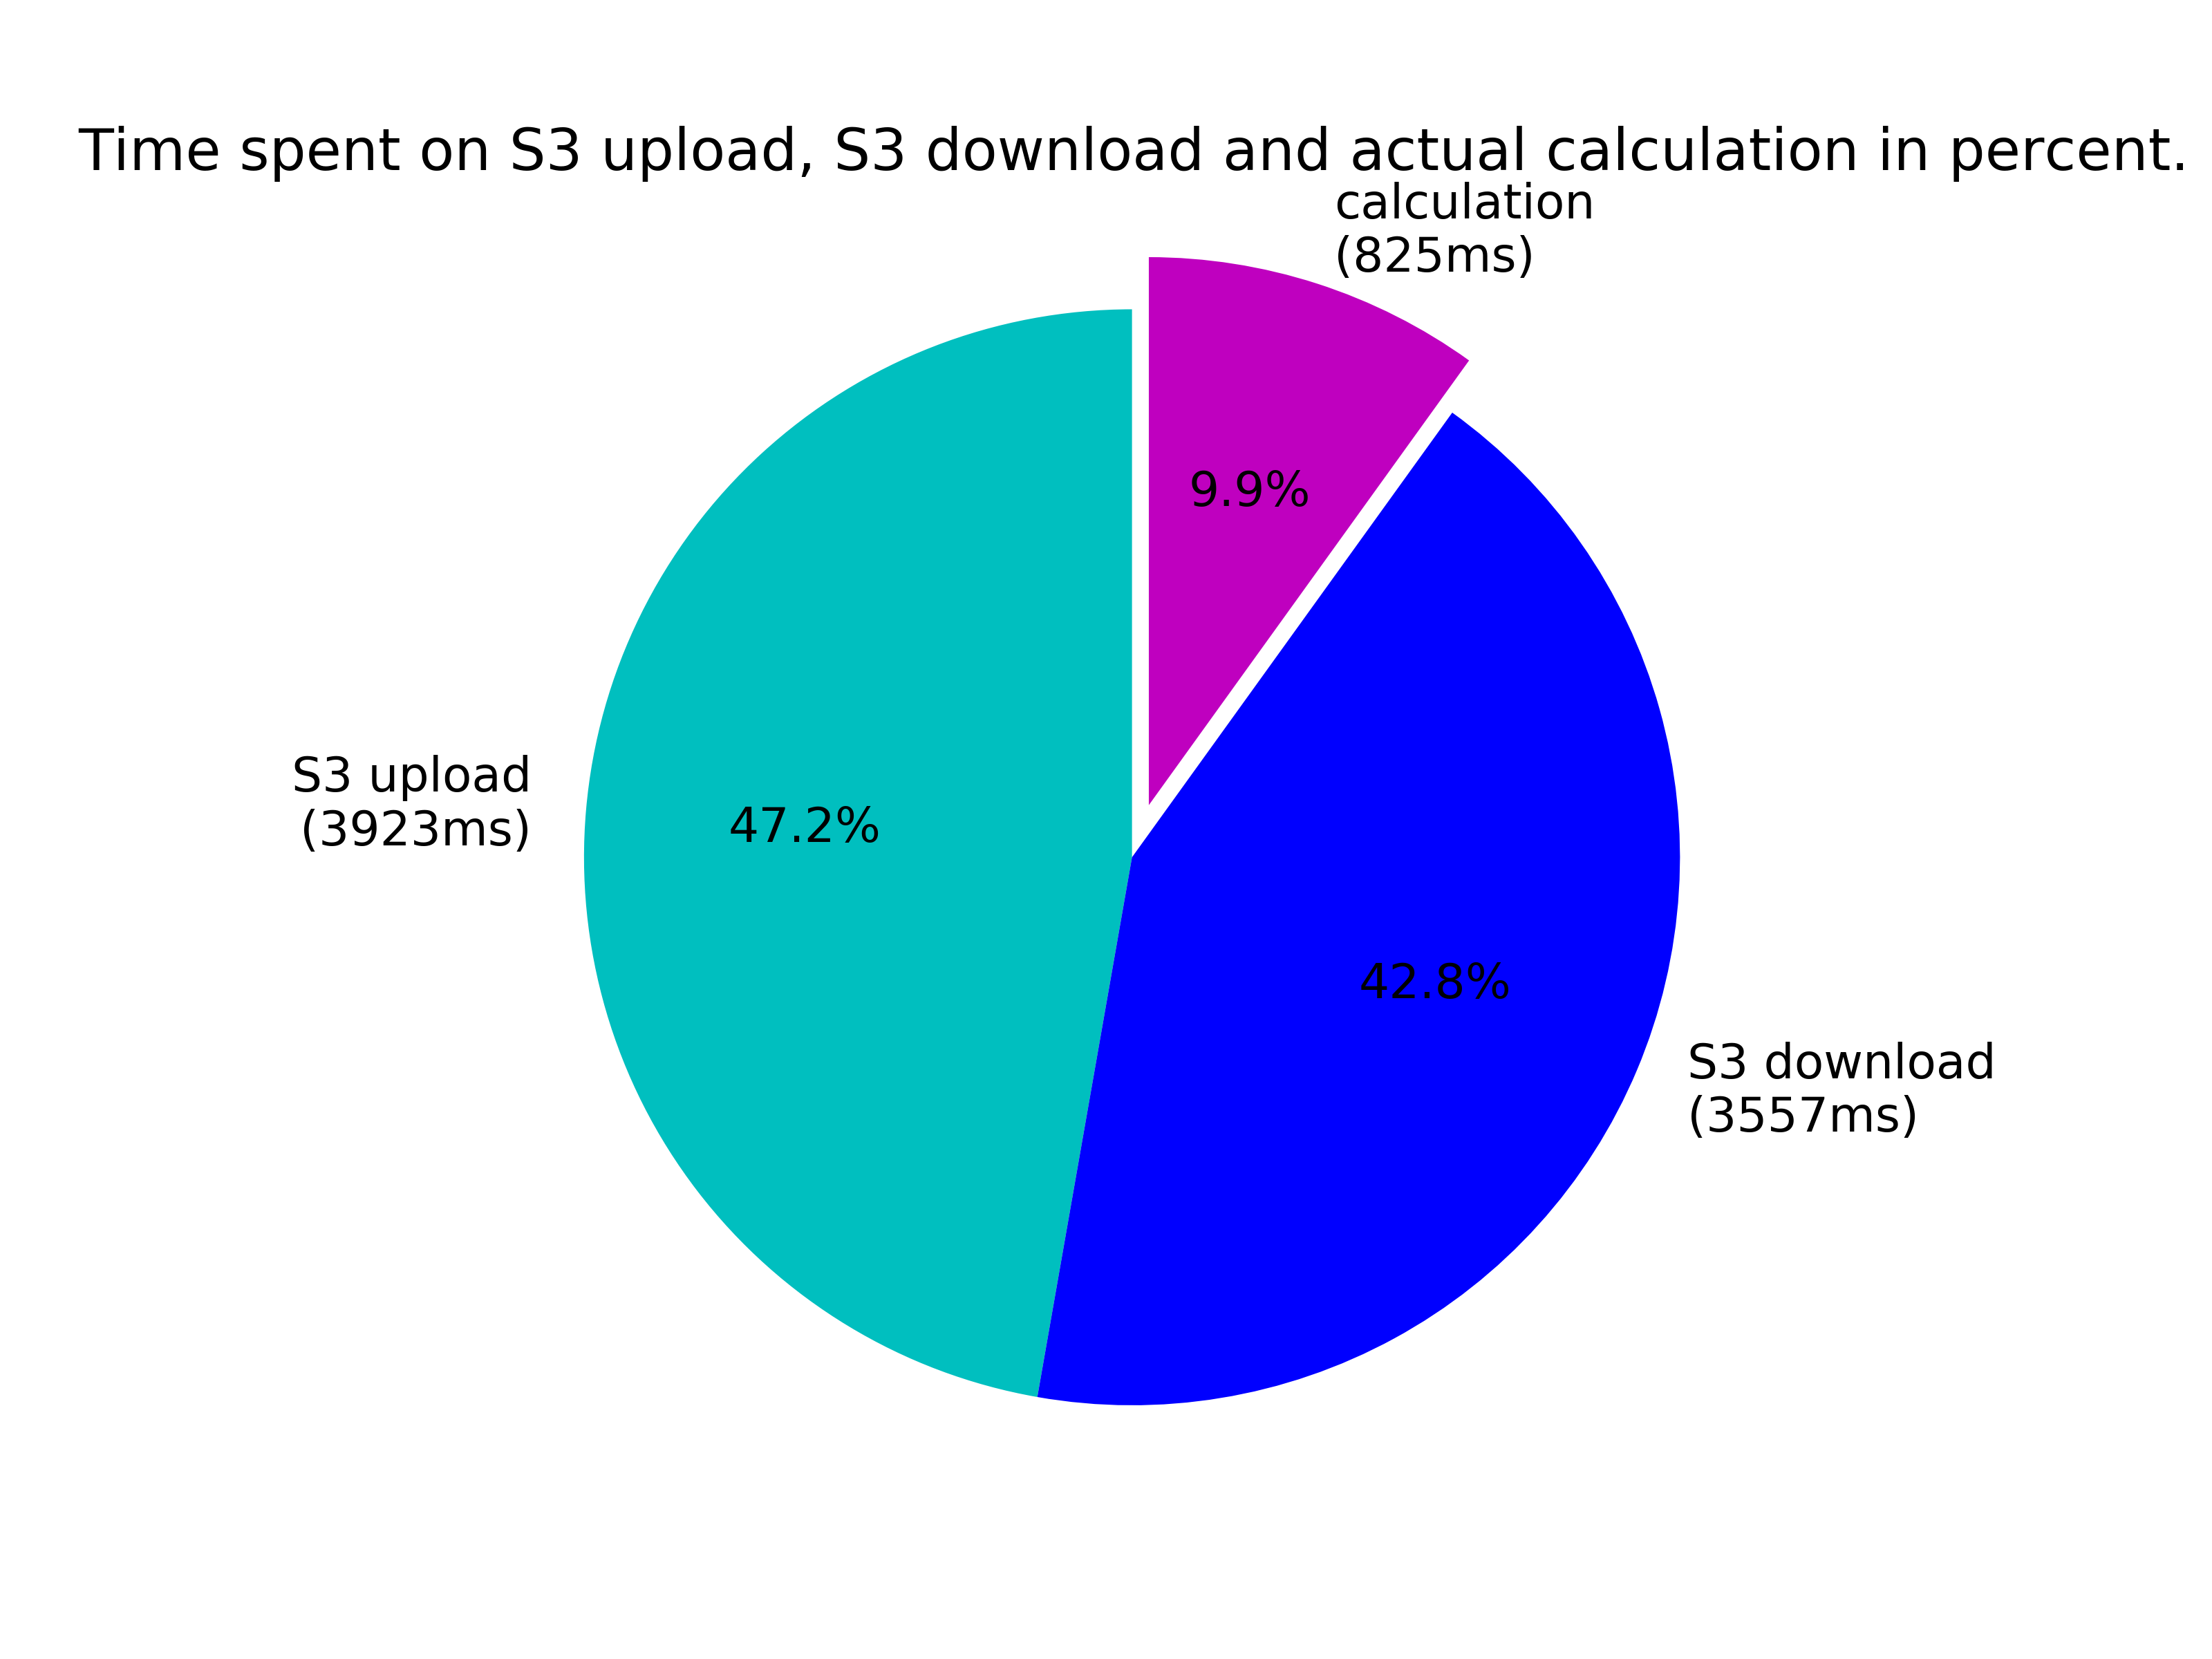 Time spent on S3 upload, S3 download and actual calculation in percent.
calculation
(825ms)
9.9%
S3 upload
(3923ms)
47.2%
42.8%
S3 download
(3557ms)